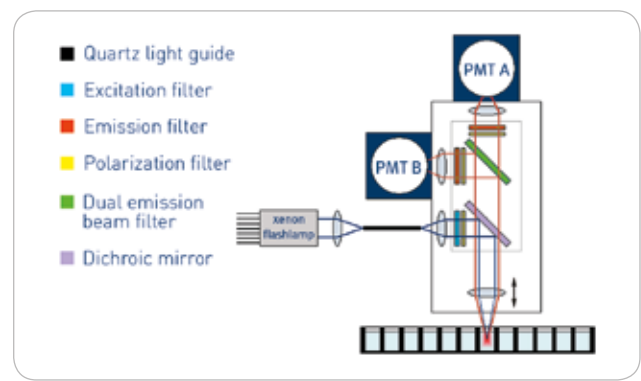 Quartz light guide
Excitation filter
Emission filter
Polarization filter
Dual emission
beam filter
Dichroic mirror
PMT A
PMT B
xenon
flashlamp